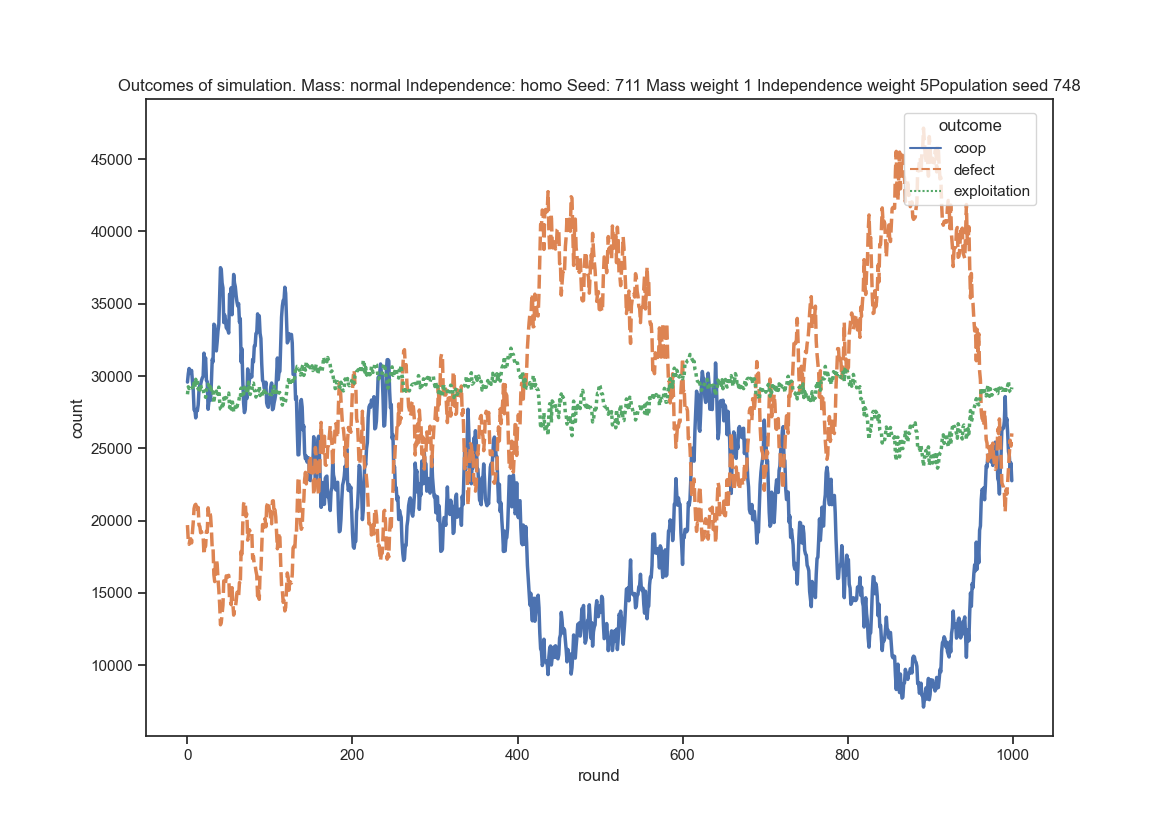 Outcomes of simulation. Mass: normal Independence: homo Seed: 711 Mass weight 1 Independence weight 5Population seed 748
outcome
coop
defect
exploitation
45000
40000
35000
30000
25000
20000
15000
10000
count
0
200
400
600
800
1000
round